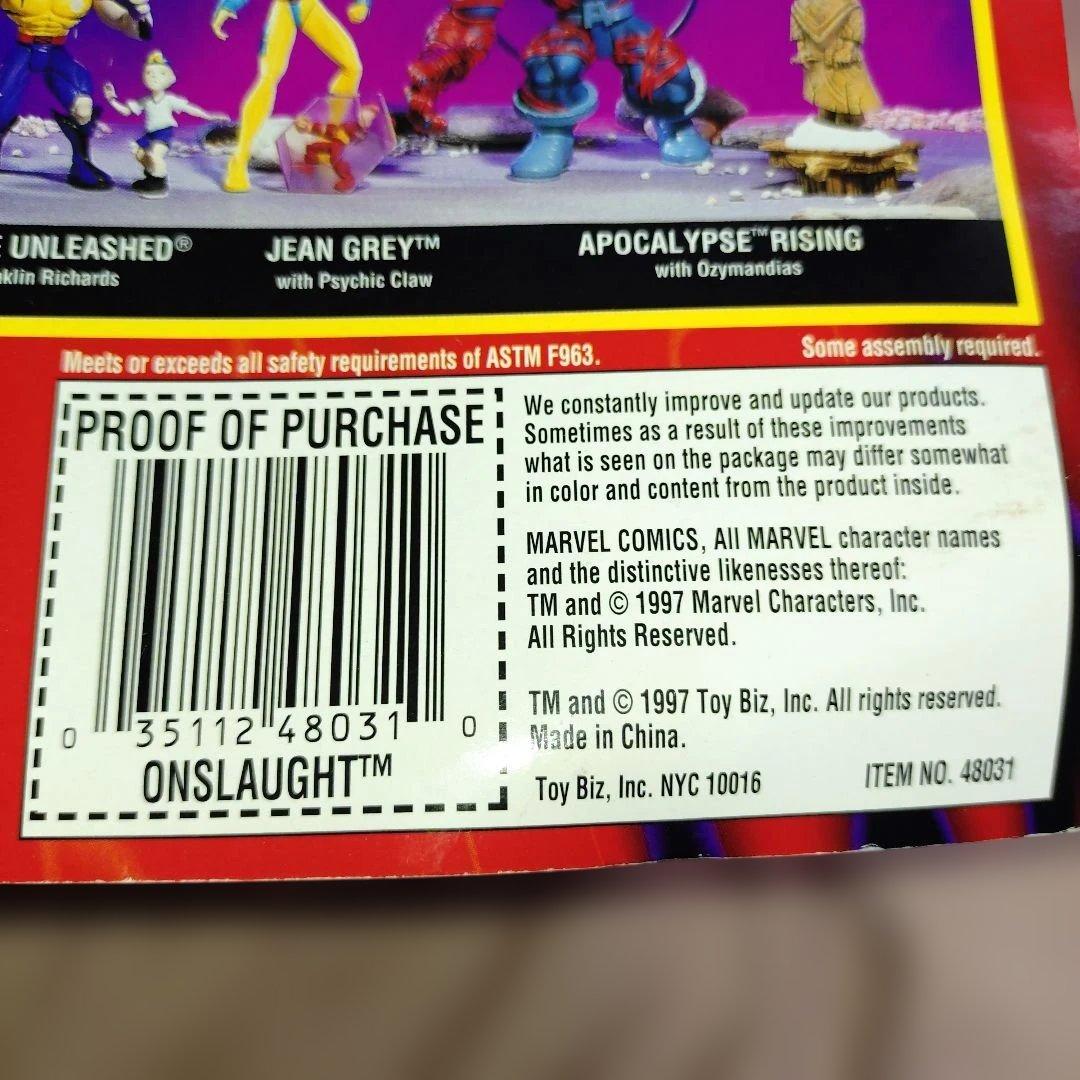 UNLEASHED®
klin Richards
JEAN GREY™
with Psychic Claw
APOCALYPSE™ RISING
with Ozymandias
Meets or exceeds all safety requirements of ASTM F963.
Some assembly required.
PROOF OF PURCHASE
0 35112 48031 0
ONSLAUGHT™
We constantly improve and update our products.
Sometimes as a result of these improvements
what is seen on the package may differ somewhat
in color and content from the product inside.
MARVEL COMICS, All MARVEL character names
and the distinctive likenesses thereof:
TM and © 1997 Marvel Characters, Inc.
All Rights Reserved.
TM and © 1997 Toy Biz, Inc. All rights reserved.
Made in China.
Toy Biz, Inc. NYC 10016
ITEM NO. 48031